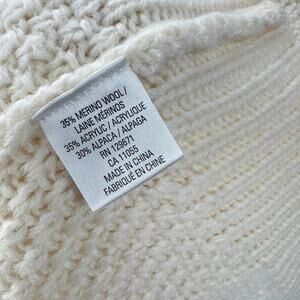 35% MERINO WOOL/
LAINE MÉRINOS
35% ACRYLIC / ACRYLIQUE
30% ALPACA / ALPAGA
RN 129671
CA 11055
MADE IN CHINA
FABRIQUÉ EN CHINE